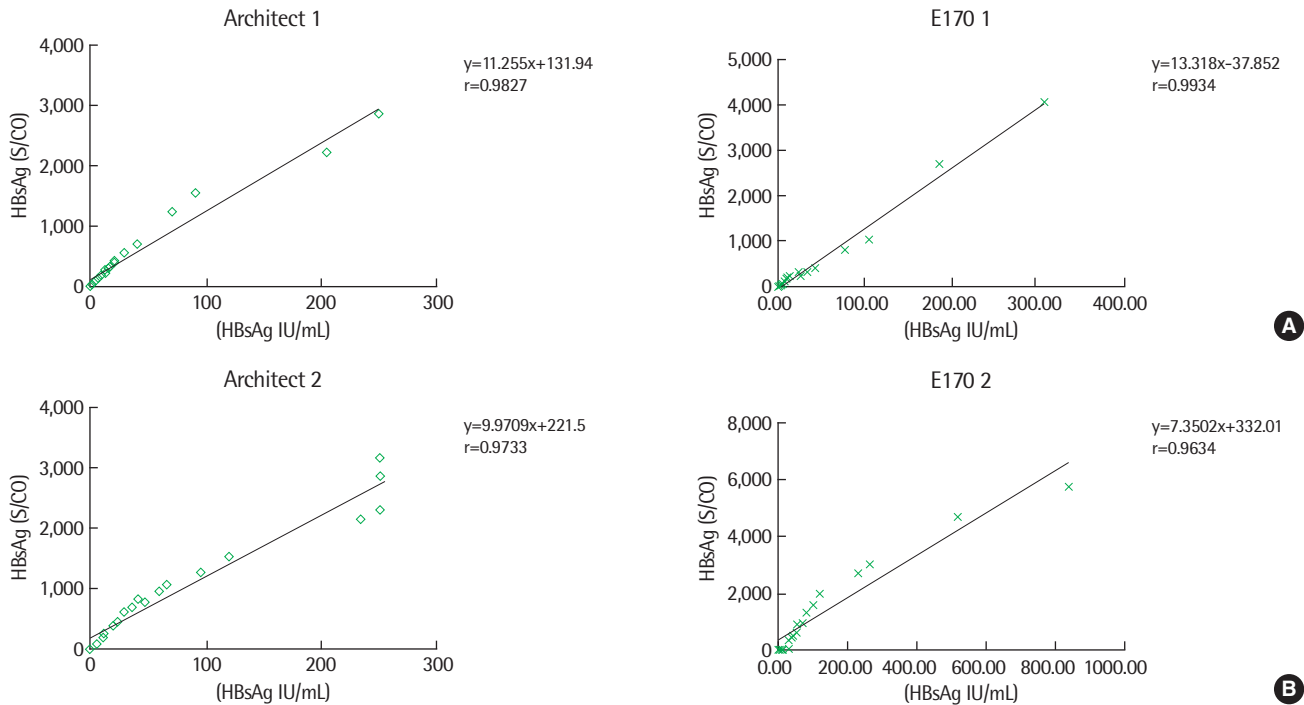 Architect 1
4,000
3,000
2,000
1,000
0
HBsAg (S/CO)
0 100 200 300
(HBsAg IU/mL)
y=11.255x+131.94
r=0.9827
E170 1
5,000
4,000
3,000
2,000
1,000
0
HBsAg (S/CO)
0.00 100.00 200.00 300.00 400.00
(HBsAg IU/mL)
y=13.318x−37.852
r=0.9934
A
Architect 2
4,000
3,000
2,000
1,000
0
HBsAg (S/CO)
0 100 200 300
(HBsAg IU/mL)
y=9.9709x+221.5
r=0.9733
E170 2
8,000
6,000
4,000
2,000
0
HBsAg (S/CO)
0.00 200.00 400.00 600.00 800.00 1000.00
(HBsAg IU/mL)
y=7.3502x+332.01
r=0.9634
B